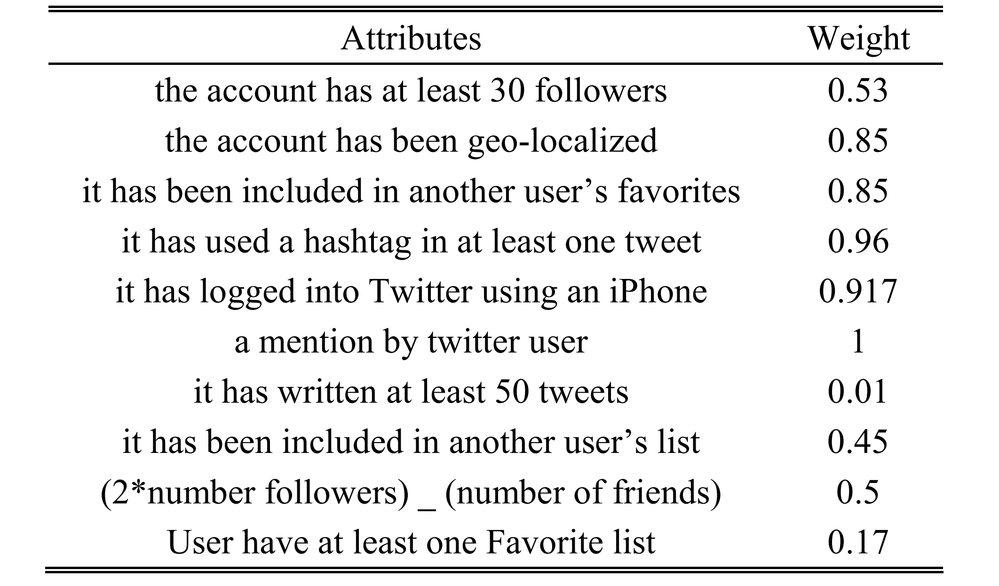 Attributes Weight
the account has at least 30 followers 0.53
the account has been geo-localized 0.85
it has been included in another user’s favorites 0.85
it has used a hashtag in at least one tweet 0.96
it has logged into Twitter using an iPhone 0.917
a mention by twitter user 1
it has written at least 50 tweets 0.01
it has been included in another user’s list 0.45
(2*number followers) _ (number of friends) 0.5
User have at least one Favorite list 0.17